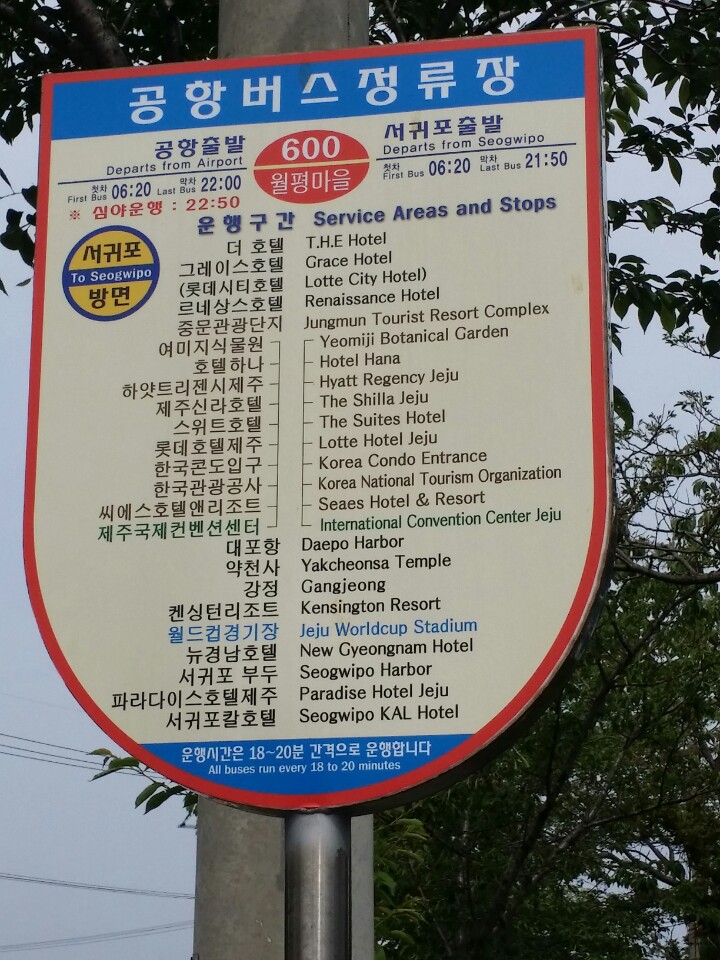 공항버스정류장
공항출발
Departs from Airport
첫차 First Bus 06:20 막차 Last Bus 22:00
※ 심야운행 : 22:50
600
월평마을
서귀포출발
Departs from Seogwipo
첫차 First Bus 06:20 막차 Last Bus 21:50
운행구간 Service Areas and Stops
서귀포
To Seogwipo
방면
더 호텔 T.H.E Hotel
그레이스호텔 Grace Hotel
(롯데시티호텔 Lotte City Hotel)
르네상스호텔 Renaissance Hotel
중문관광단지 Jungmun Tourist Resort Complex
여미지식물원 Yeomiji Botanical Garden
호텔하나 Hotel Hana
하얏트리젠시제주 Hyatt Regency Jeju
제주신라호텔 The Shilla Jeju
스위트호텔 The Suites Hotel
롯데호텔제주 Lotte Hotel Jeju
한국콘도입구 Korea Condo Entrance
한국관광공사 Korea National Tourism Organization
씨에스호텔앤리조트 Seaes Hotel & Resort
제주국제컨벤션센터 International Convention Center Jeju
대포항 Daepo Harbor
약천사 Yakcheonsa Temple
강정 Gangjeong
켄싱턴리조트 Kensington Resort
월드컵경기장 Jeju Worldcup Stadium
뉴경남호텔 New Gyeongnam Hotel
서귀포 부두 Seogwipo Harbor
파라다이스호텔제주 Paradise Hotel Jeju
서귀포칼호텔 Seogwipo KAL Hotel
운행시간은 18~20분 간격으로 운행합니다
All buses run every 18 to 20 minutes